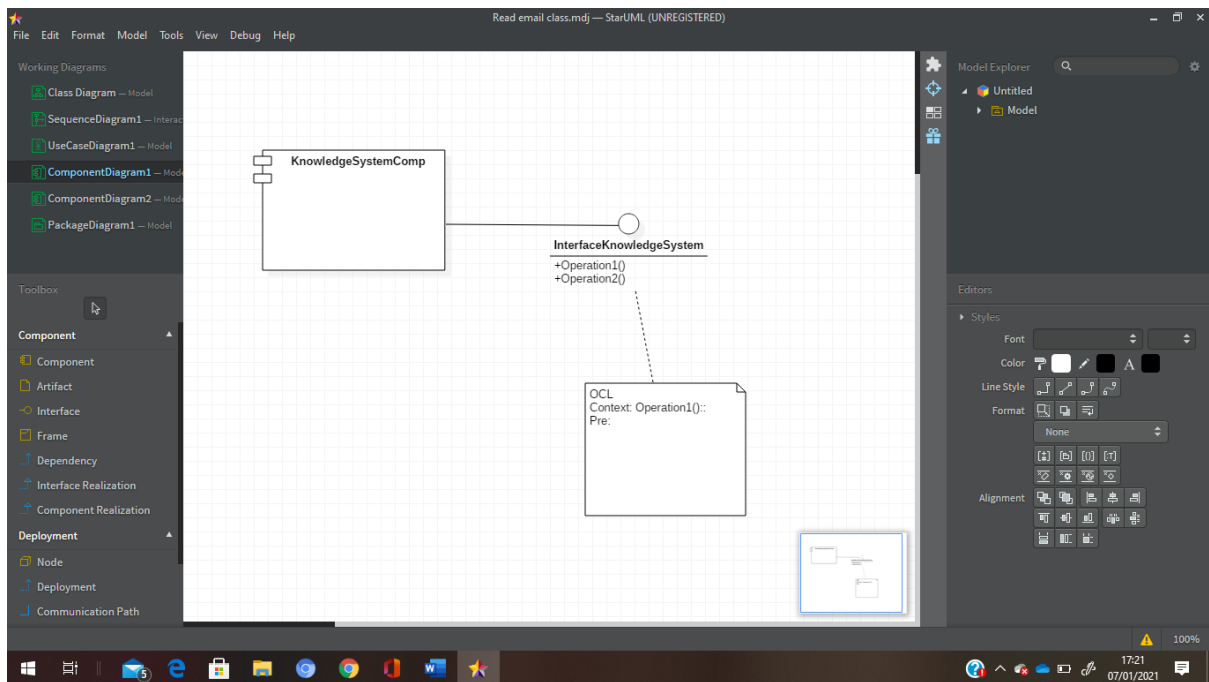 Read email class.mdj — StarUML (UNREGISTERED)
File Edit Format Model Tools View Debug Help
Working Diagrams
Class Diagram — Model
SequenceDiagram1 — Interac
UseCaseDiagram1 — Model
ComponentDiagram1 — Mode
ComponentDiagram2 — Mode
PackageDiagram1 — Model
Toolbox
Component
Component
Artifact
Interface
Frame
Dependency
Interface Realization
Component Realization
Deployment
Node
Deployment
Communication Path
KnowledgeSystemComp
InterfaceKnowledgeSystem
+Operation1()
+Operation2()
OCL
Context: Operation1()::
Pre:
Model Explorer
Untitled
Model
Editors
Styles
Font
Color
A
Line Style
Format
None
Alignment
100%
5
17:21
07/01/2021